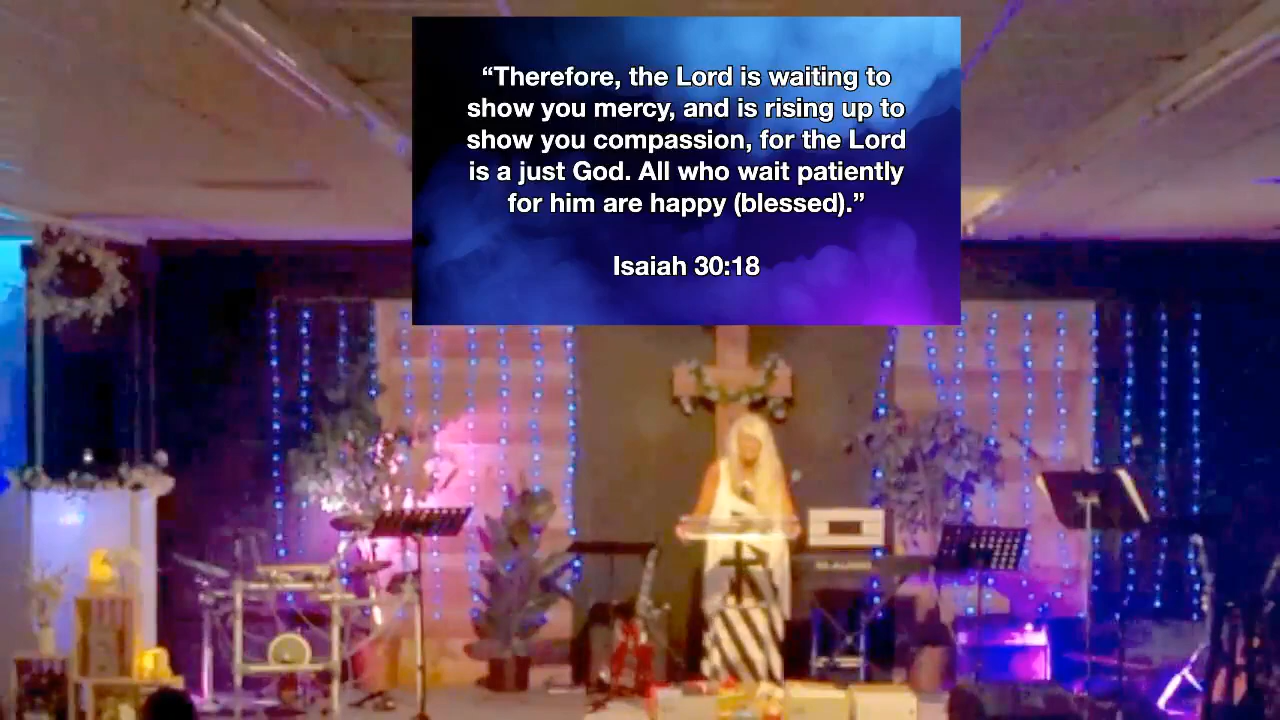 “Therefore, the Lord is waiting to
show you mercy, and is rising up to
show you compassion, for the Lord
is a just God. All who wait patiently
for him are happy (blessed).”
Isaiah 30:18